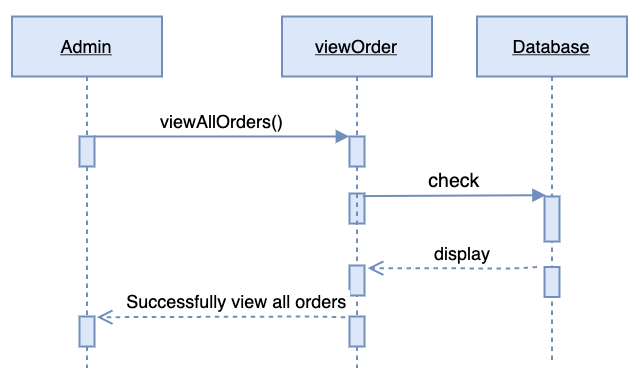 Admin
viewOrder
Database
viewAllOrders()
check
display
Successfully view all orders